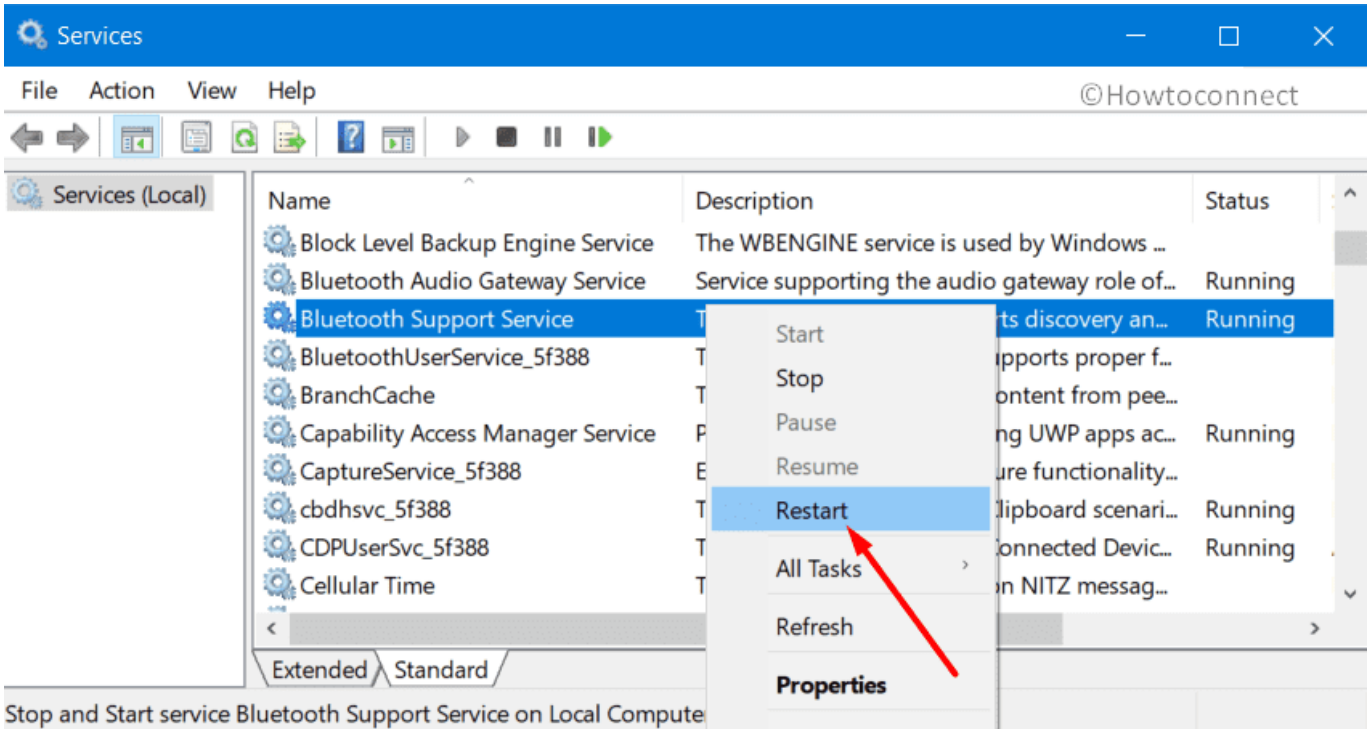 Services
File Action View Help
©Howtoconnect
Services (Local)
Name Description Status
Block Level Backup Engine Service The WBENGINE service is used by Windows ...
Bluetooth Audio Gateway Service Service supporting the audio gateway role of... Running
Bluetooth Support Service T rts discovery an... Running
BluetoothUserService_5f388 T upports proper f...
BranchCache T ontent from pee...
Capability Access Manager Service P ng UWP apps ac... Running
CaptureService_5f388 E ure functionality...
cbdhsvc_5f388 T lipboard scenari... Running
CDPUserSvc_5f388 T onnected Devic... Running
Cellular Time T on NITZ messag...
Start
Stop
Pause
Resume
Restart
All Tasks
Refresh
Properties
Extended Standard
Stop and Start service Bluetooth Support Service on Local Compute